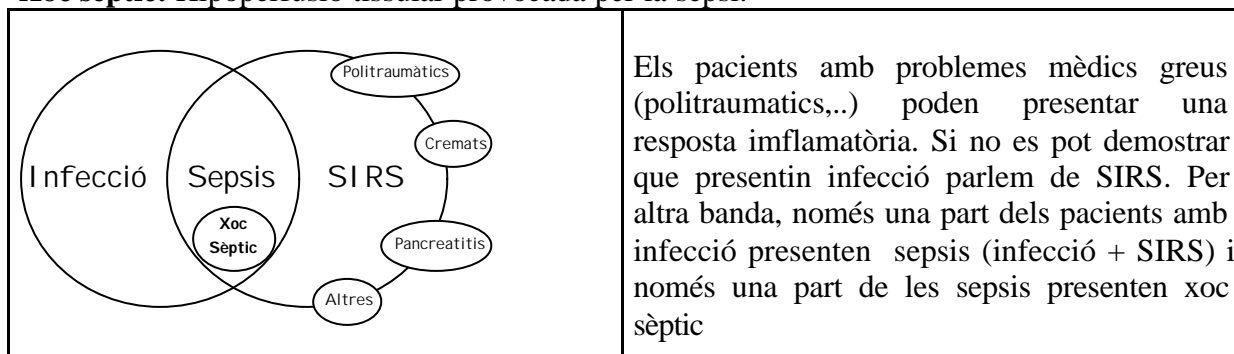 Xoc sèptic: Hipoperfusió tissular provocada per la sepsi.
Politraumàtics
Cremats
Infecció
Sepsis
SIRS
Xoc
Sèptic
Pancreatitis
Altres
Els pacients amb problemes mèdics greus
(politraumatics,..) poden presentar una
resposta imflamatòria. Si no es pot demostrar
que presentin infecció parlem de SIRS. Per
altra banda, només una part dels pacients amb
infecció presenten sepsis (infecció + SIRS) i
només una part de les sepsis presenten xoc
sèptic